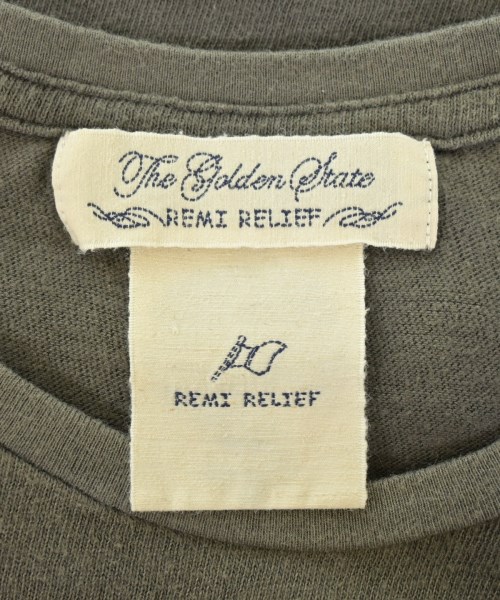 The Golden State
REMI RELIEF
REMI RELIEF